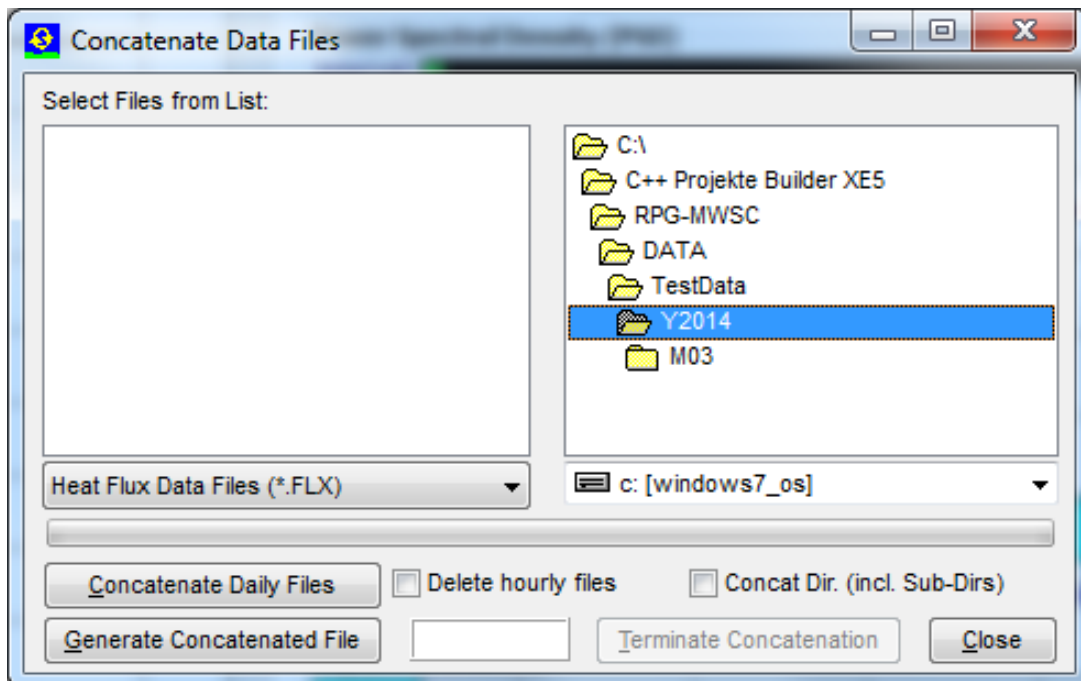 Concatenate Data Files
Select Files from List:
C:\
C++ Projekte Builder XE5
RPG-MWSC
DATA
TestData
Y2014
M03
Heat Flux Data Files (*.FLX)
c: [windows7_os]
Concatenate Daily Files
Delete hourly files
Concat Dir. (incl. Sub-Dirs)
Generate Concatenated File
Terminate Concatenation
Close